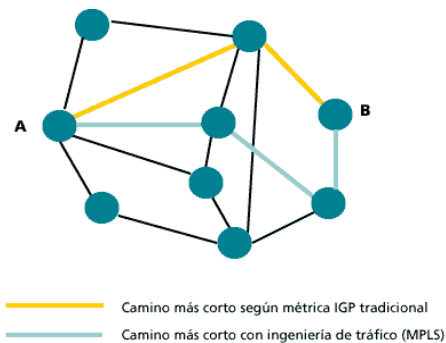 A
B
Camino más corto según métrica IGP tradicional
Camino más corto con ingeniería de tráfico (MPLS)